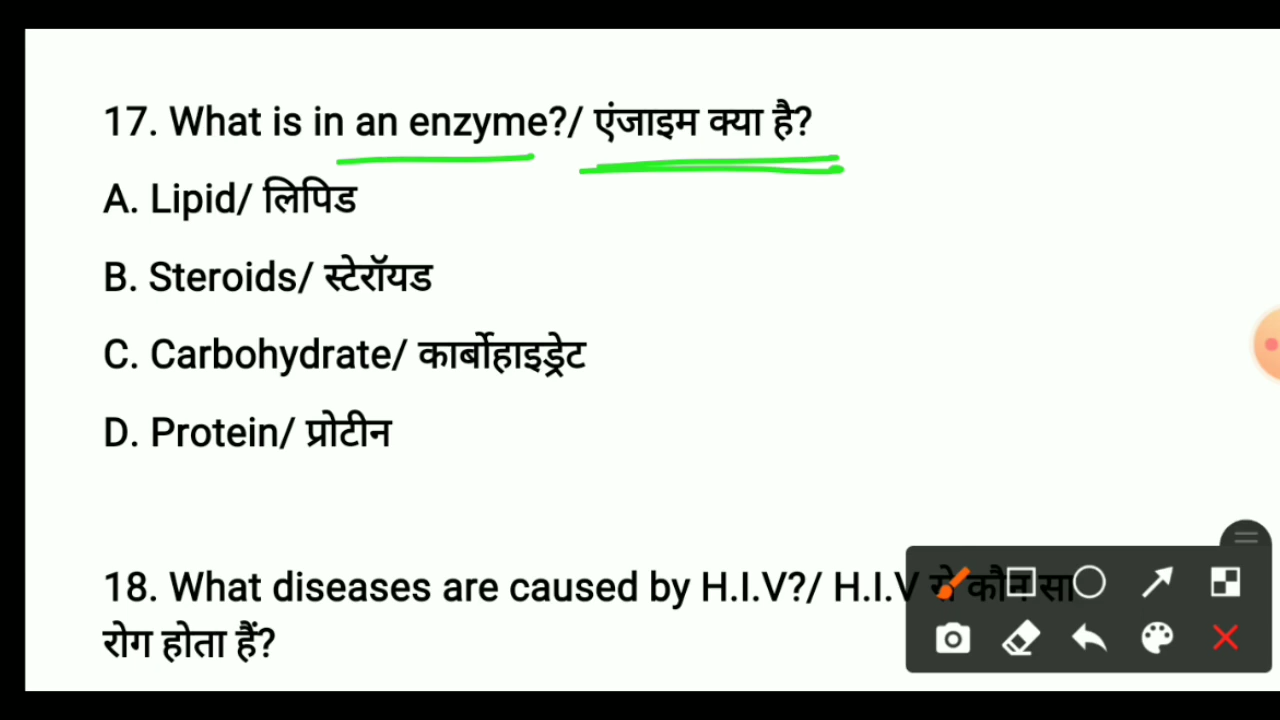 17. What is in an enzyme?/ एंजाइम क्या है?
A. Lipid/ लिपिड
B. Steroids/ स्टेरॉयड
C. Carbohydrate/ कार्बोहाइड्रेट
D. Protein/ प्रोटीन
18. What diseases are caused by H.I.V?/ H.I.V से कौन सा
रोग होता हैं?